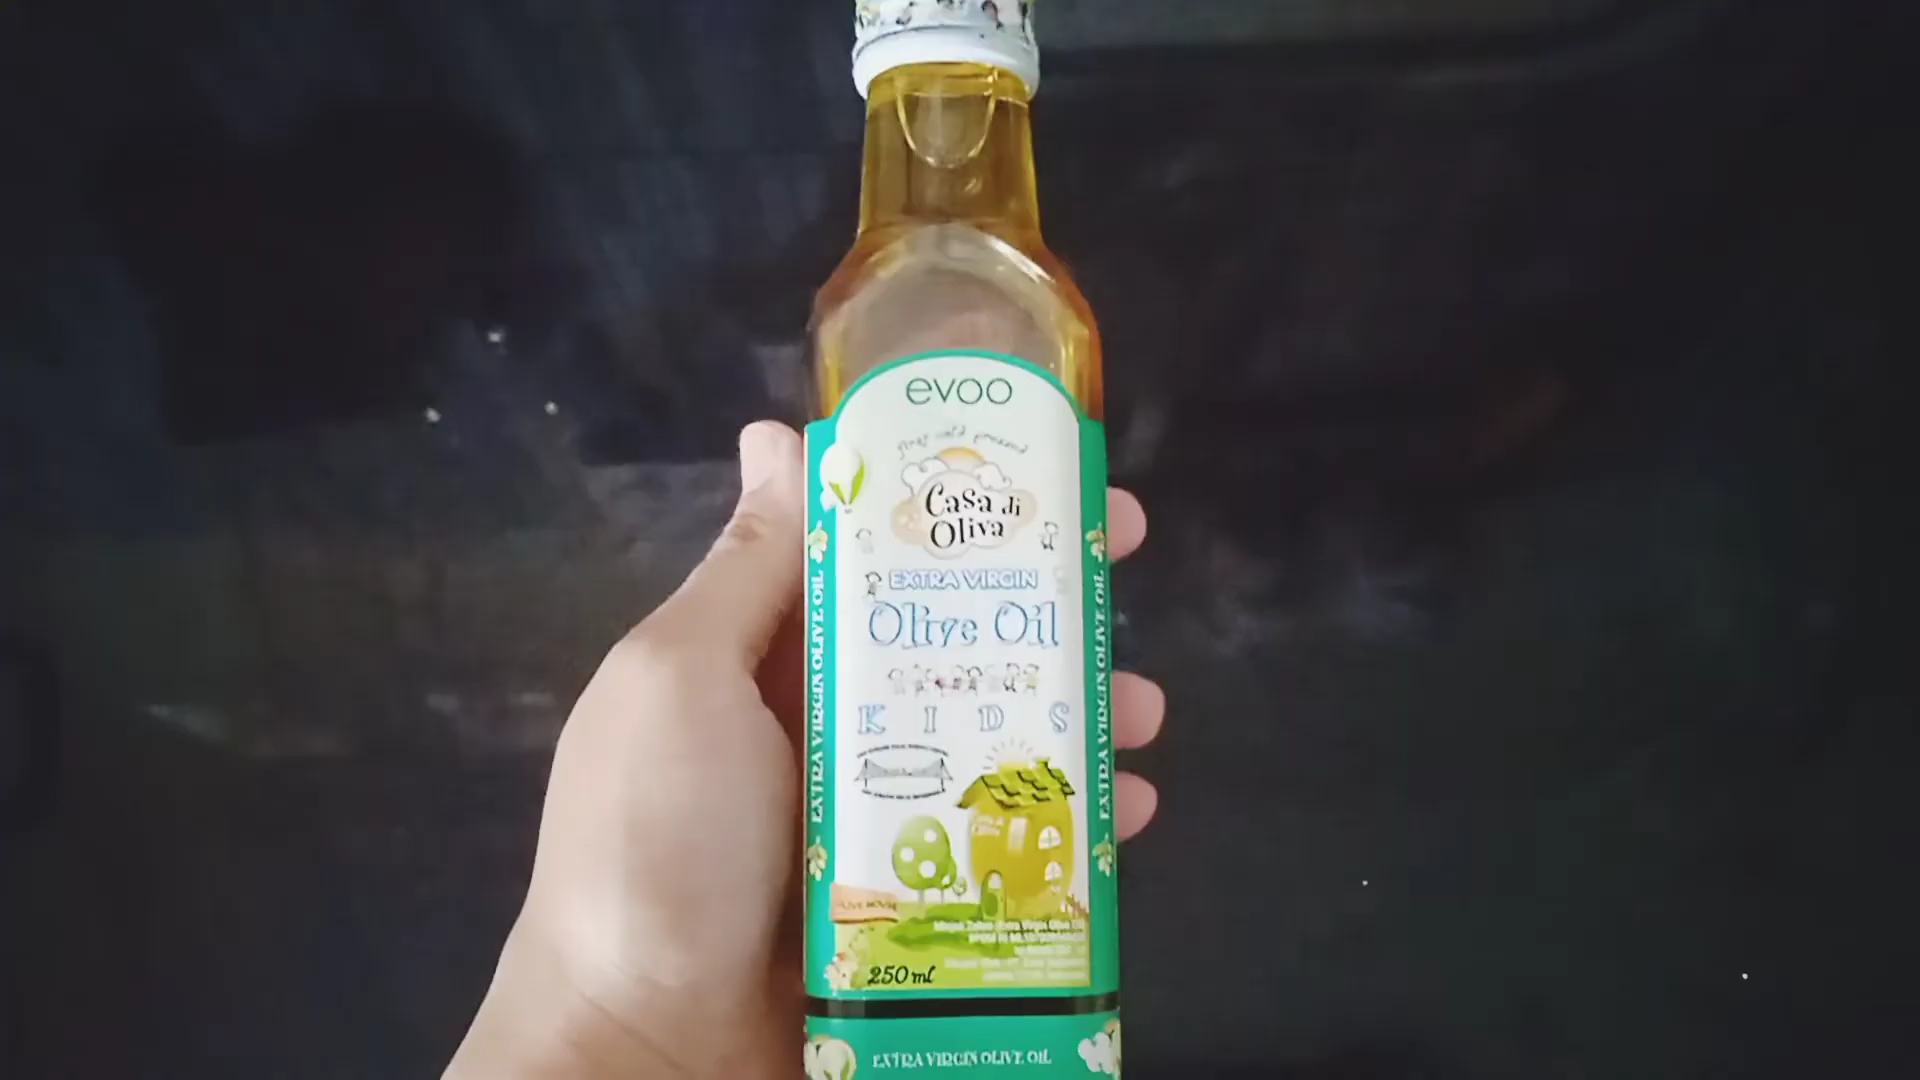 evoo
first cold pressed
Casa di
Oliva
EXTRA VIRGIN
Olive Oil
KIDS
250 ml
EXTRA VIRGIN OLIVE OIL
EXTRA VIRGIN OLIVE OIL
EXTRA VIRGIN OLIVE OIL